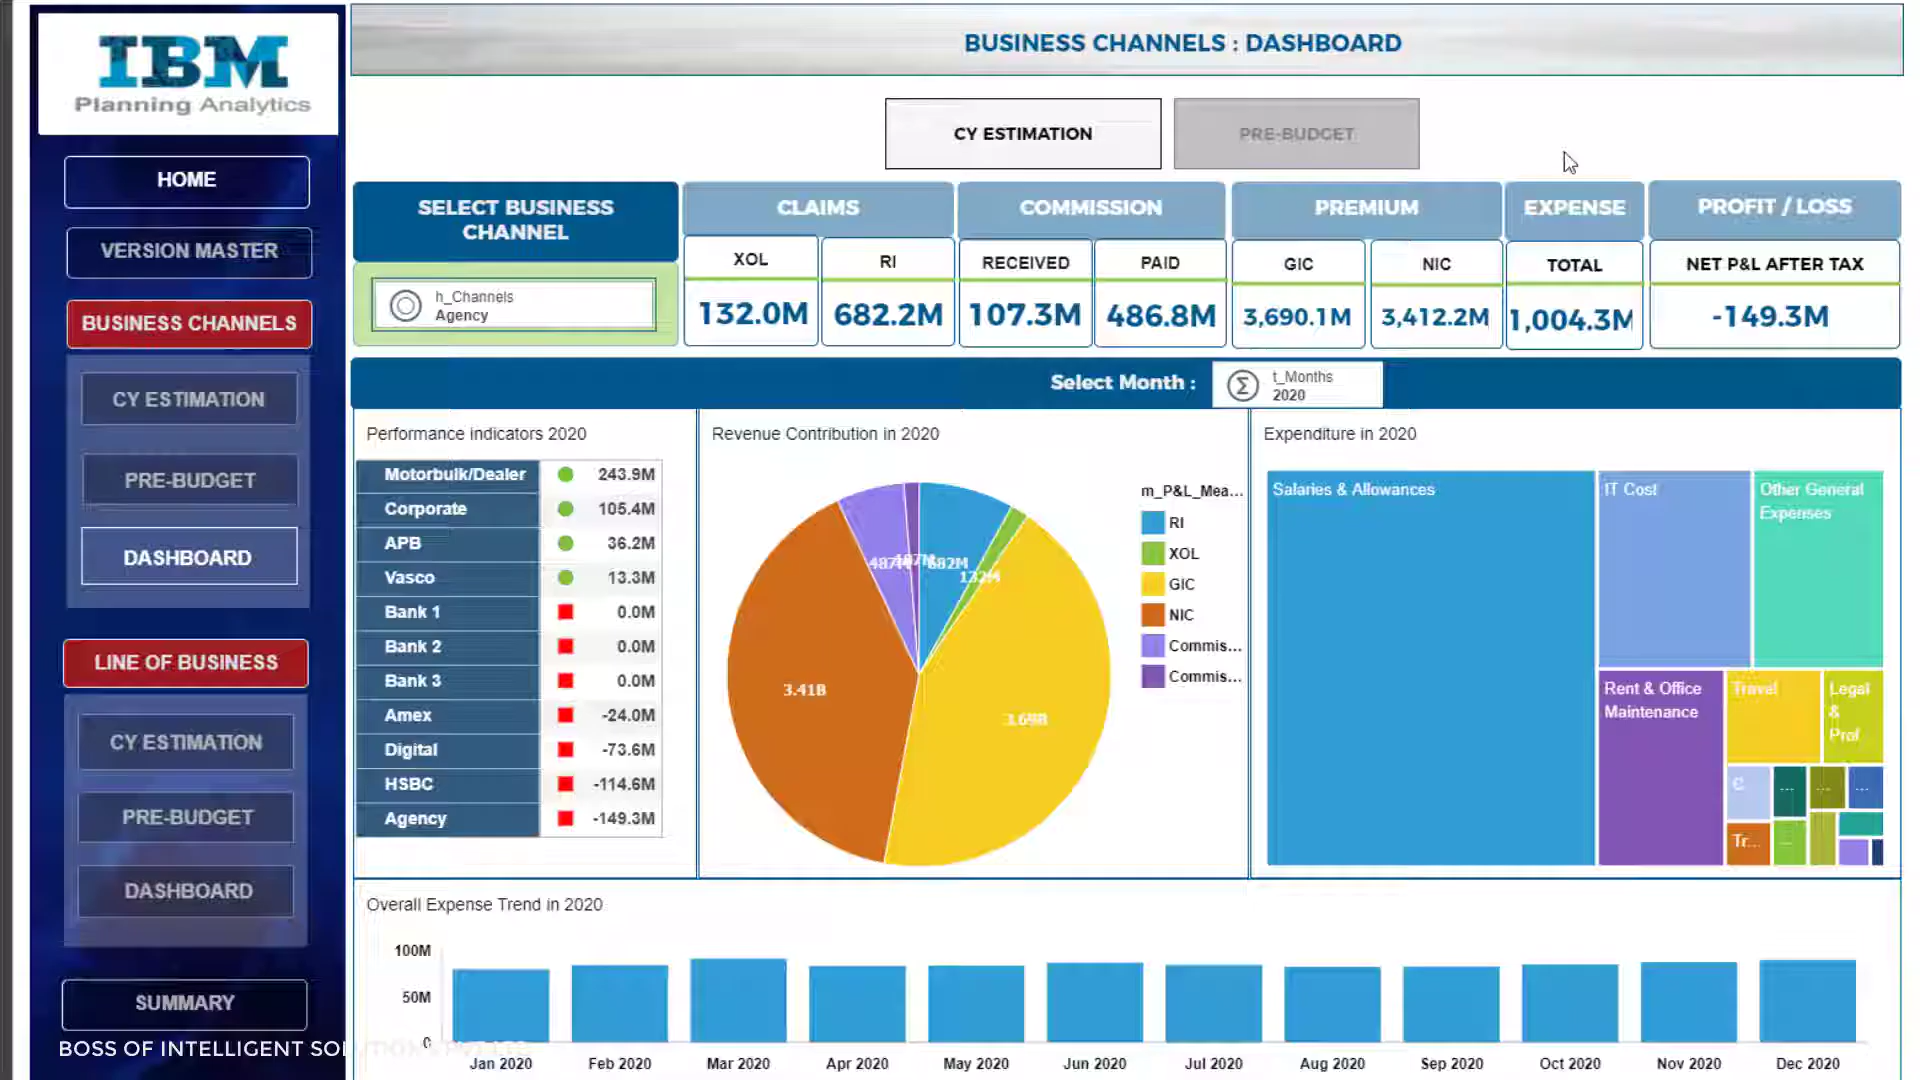 IBM
Planning Analytics
HOME
VERSION MASTER
BUSINESS CHANNELS
CY ESTIMATION
PRE-BUDGET
DASHBOARD
LINE OF BUSINESS
CY ESTIMATION
PRE-BUDGET
DASHBOARD
SUMMARY
BUSINESS CHANNELS : DASHBOARD
CY ESTIMATION
PRE-BUDGET
SELECT BUSINESS
CHANNEL
h_Channels
Agency
CLAIMS
XOL
RI
132.0M
682.2M
COMMISSION
RECEIVED
PAID
107.3M
486.8M
PREMIUM
GIC
NIC
3,690.1M
3,412.2M
EXPENSE
TOTAL
1,004.3M
PROFIT / LOSS
NET P&L AFTER TAX
-149.3M
Select Month :
t_Months
2020
Performance indicators 2020
Motorbulk/Dealer 243.9M
Corporate 105.4M
APB 36.2M
Vasco 13.3M
Bank 1 0.0M
Bank 2 0.0M
Bank 3 0.0M
Amex -24.0M
Digital -73.6M
HSBC -114.6M
Agency -149.3M
Revenue Contribution in 2020
487M
682M
132M
3.41B
3.69B
m_P&L_Mea...
RI
XOL
GIC
NIC
Commis...
Commis...
Expenditure in 2020
Salaries & Allowances
IT Cost
Other General
Expenses
Rent & Office
Maintenance
Travel
Legal
&
Prof
C
...
...
...
Tr...
...
Overall Expense Trend in 2020
100M
50M
0
Jan 2020
Feb 2020
Mar 2020
Apr 2020
May 2020
Jun 2020
Jul 2020
Aug 2020
Sep 2020
Oct 2020
Nov 2020
Dec 2020
BOSS OF INTELLIGENT